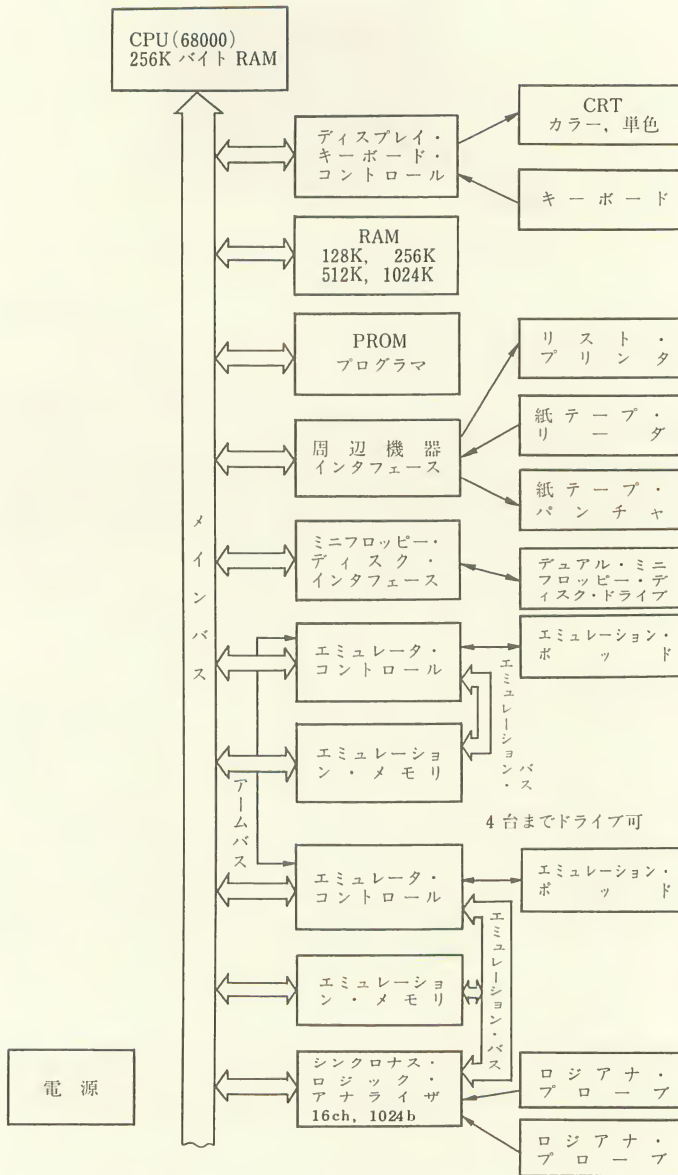 CPU(68000)
256K バイト RAM
ディスプレイ・
キーボード・
コントロール
CRT
カラー, 単色
キーボード
RAM
128K, 256K
512K, 1024K
PROM
プログラマ
リスト・
プリンタ
周辺機器
インタフェース
紙テープ・
リーダ
紙テープ・
パンチャ
メインバス
ミニフロッピー・
ディスク・
インタフェース
デュアル・ミニ
フロッピー・デ
ィスク・ドライブ
エミュレータ・
コントロール
エミュレーション・
ポッド
エミュレーション・バス
エミュレーショ
ン・メモリ
アームバス
4台までドライブ可
エミュレータ・
コントロール
エミュレーション・
ポッド
エミュレーション・バス
エミュレーショ
ン・メモリ
電源
シンクロナス・
ロジック・
アナライザ
16ch, 1024b
ロジアナ・
プローブ
ロジアナ・
プローブ